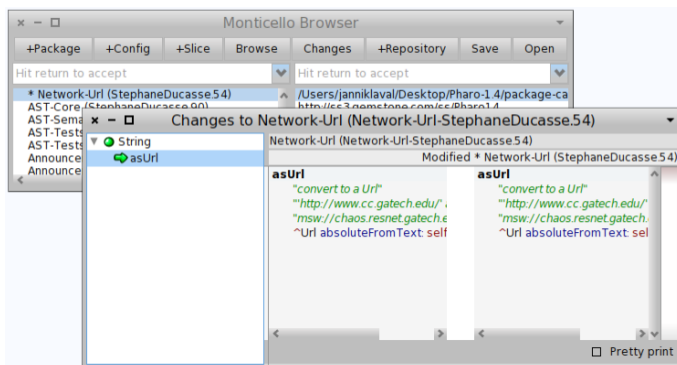 Monticello Browser
+Package +Config +Slice Browse Changes +Repository Save Open
Hit return to accept Hit return to accept
* Network-Url (StephaneDucasse.54) /Users/janniklaval/Desktop/Pharo-1.4/package-ca
AST-Core (StephaneDucasse.90) http://ss3.gemstone.com/ss/Pharo1.4
AST-Sema
AST-Tests
AST-Tests
Announce
Announce
Changes to Network-Url (Network-Url-StephaneDucasse.54)
String
asUrl
Network-Url (Network-Url-StephaneDucasse.54)
Modified * Network-Url (StephaneDucasse.54)
asUrl asUrl
"convert to a Url" "convert to a Url"
"'http://www.cc.gatech.edu/' "'http://www.cc.gatech.edu/'
"msw://chaos.resnet.gatech.e "msw://chaos.resnet.gatech.
^Url absoluteFromText: self ^Url absoluteFromText: sel
Pretty print